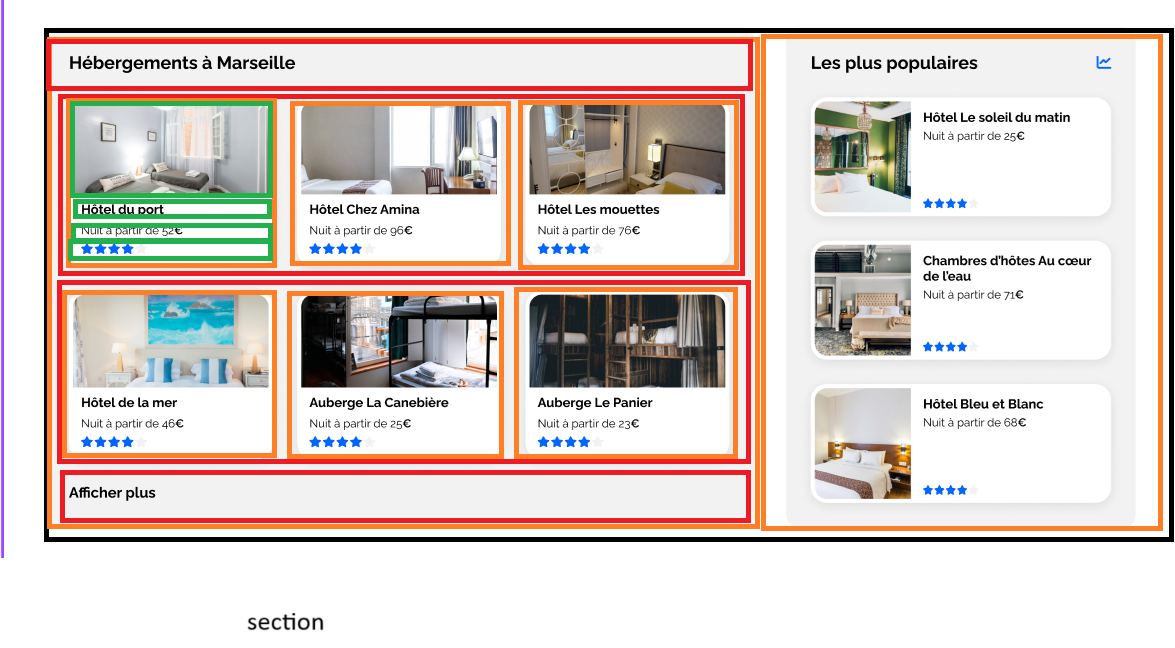 Hébergements à Marseille
Hôtel du port
Nuit à partir de 52€
Hôtel Chez Amina
Nuit à partir de 96€
Hôtel Les mouettes
Nuit à partir de 76€
Hôtel de la mer
Nuit à partir de 46€
Auberge La Canebière
Nuit à partir de 25€
Auberge Le Panier
Nuit à partir de 23€
Afficher plus
Les plus populaires
Hôtel Le soleil du matin
Nuit à partir de 25€
Chambres d'hôtes Au cœur
de l'eau
Nuit à partir de 71€
Hôtel Bleu et Blanc
Nuit à partir de 68€
section